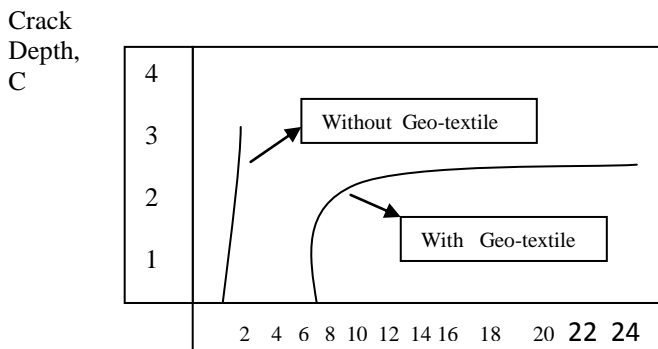 Crack
Depth,
C
4
3
2
1
Without Geo-textile
With Geo-textile
2 4 6 8 10 12 14 16 18 20 22 24